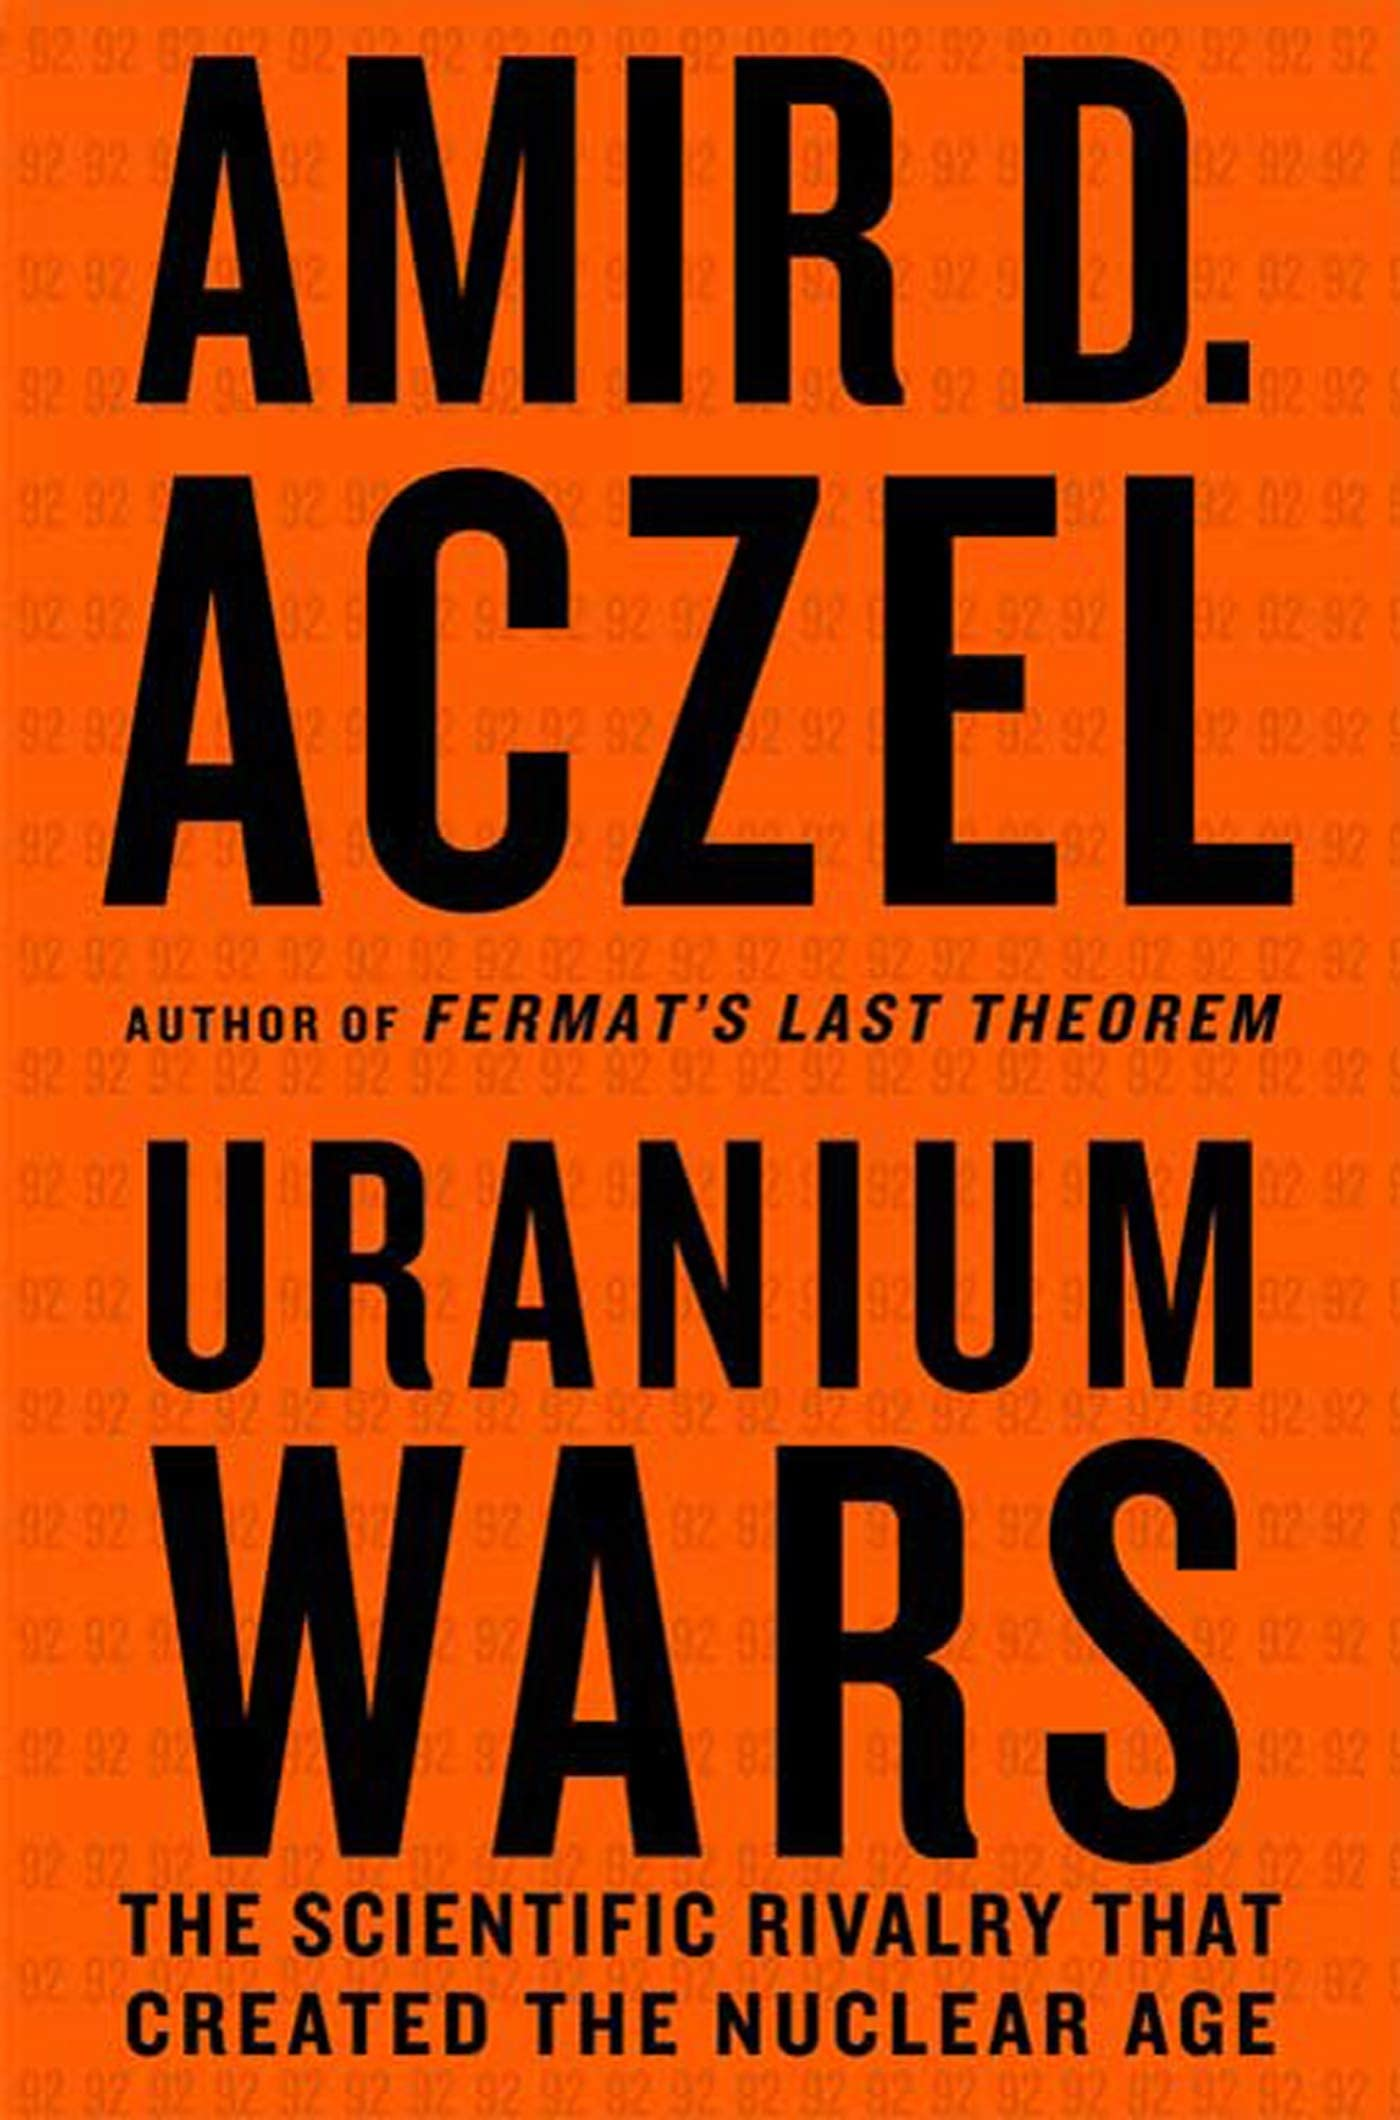 AMIR D.
ACZEL
AUTHOR OF FERMAT'S LAST THEOREM
URANIUM
WARS
THE SCIENTIFIC RIVALRY THAT
CREATED THE NUCLEAR AGE